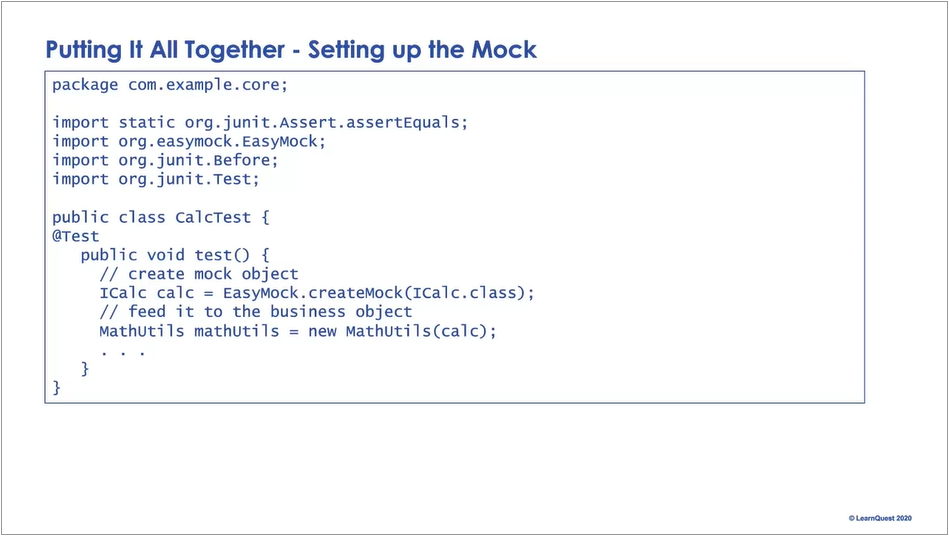 Putting It All Together - Setting up the Mock
package com.example.core;
import static org.junit.Assert.assertEquals;
import org.easymock.EasyMock;
import org.junit.Before;
import org.junit.Test;
public class CalcTest {
@Test
public void test() {
// create mock object
ICalc calc = EasyMock.createMock(ICalc.class);
// feed it to the business object
MathUtils mathUtils = new MathUtils(calc);
. . .
}
}
© LearnQuest 2020